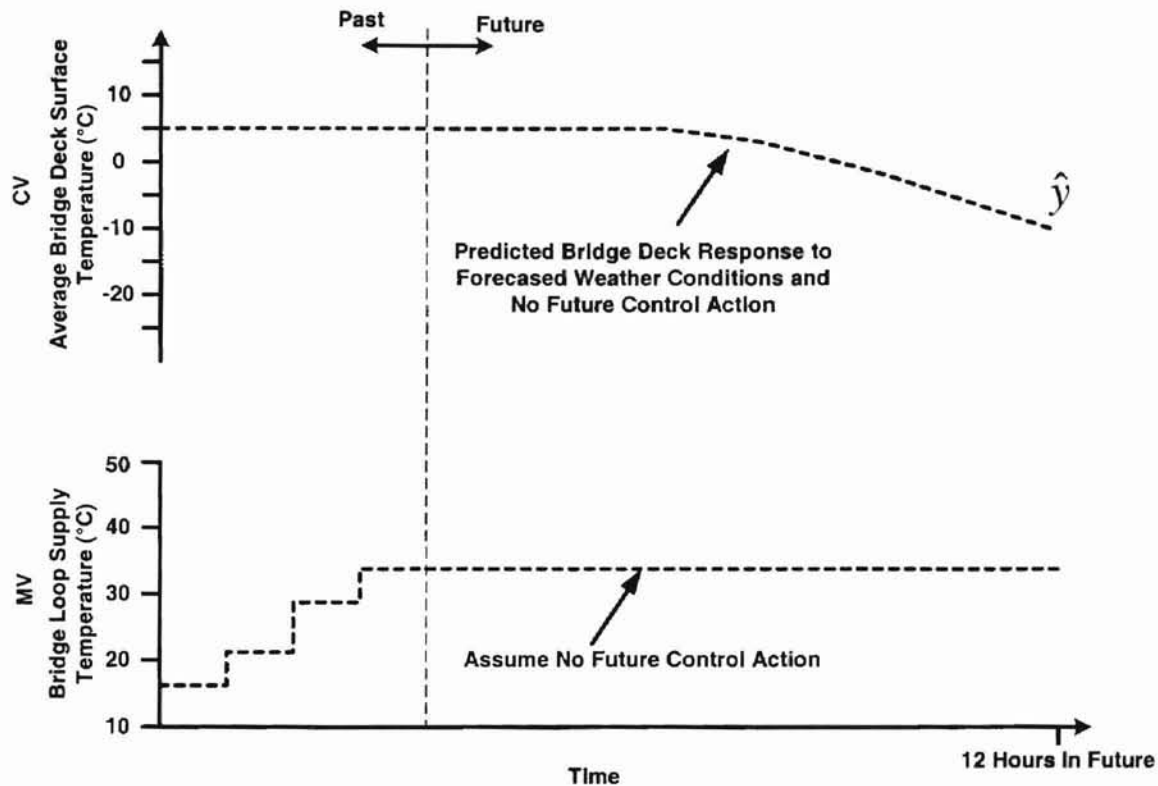 Past
Future
CV
Average Bridge Deck Surface
Temperature (°C)
10
0
-10
-20
ŷ
Predicted Bridge Deck Response to
Forecased Weather Conditions and
No Future Control Action
MV
Bridge Loop Supply
Temperature (°C)
50
40
30
20
10
Assume No Future Control Action
12 Hours In Future
Time